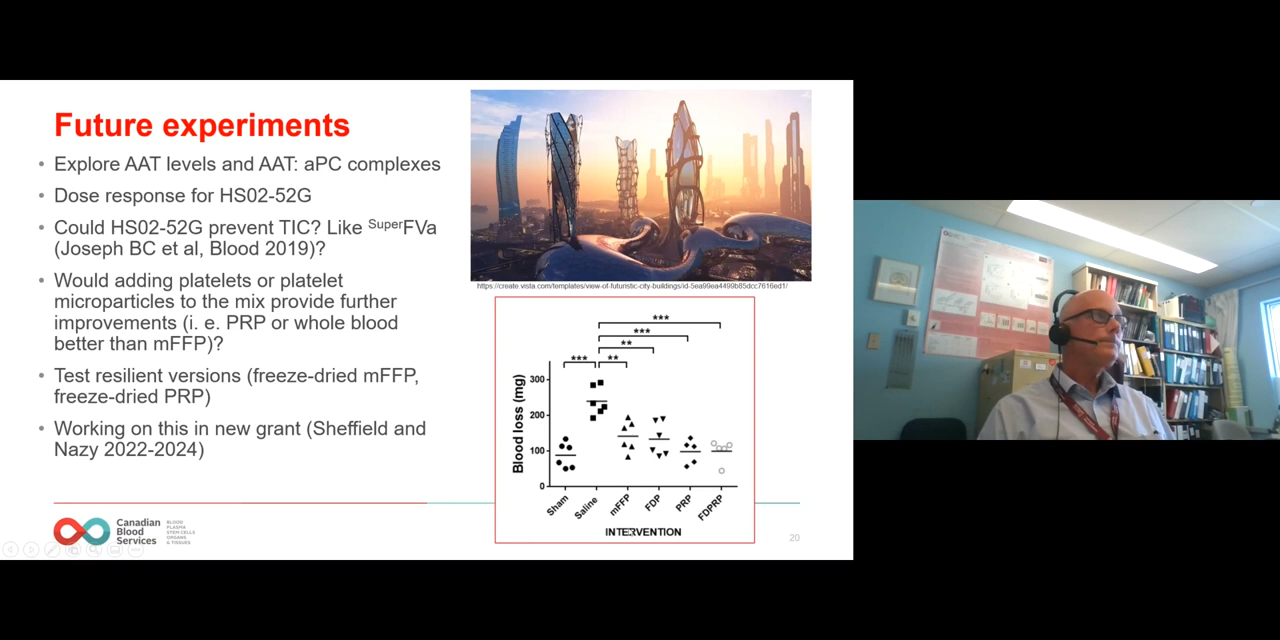 Future experiments
• Explore AAT levels and AAT: aPC complexes
• Dose response for HS02-52G
• Could HS02-52G prevent TIC? Like SuperFVa
(Joseph BC et al, Blood 2019)?
• Would adding platelets or platelet
microparticles to the mix provide further
improvements (i. e. PRP or whole blood
better than mFFP)?
• Test resilient versions (freeze-dried mFFP,
freeze-dried PRP)
• Working on this in new grant (Sheffield and
Nazy 2022-2024)
https://create.vista.com/templates/view-of-futuristic-city-buildings/id-5ea99ea4499b85dcc7616ed1/
***
***
**
*** **
Blood loss (mg)
300
200
100
0
Sham Saline mFFP FDP PRP FDPRP
INTERVENTION
Canadian
Blood
Services
BLOOD
PLASMA
STEM CELLS
ORGANS
& TISSUES
20